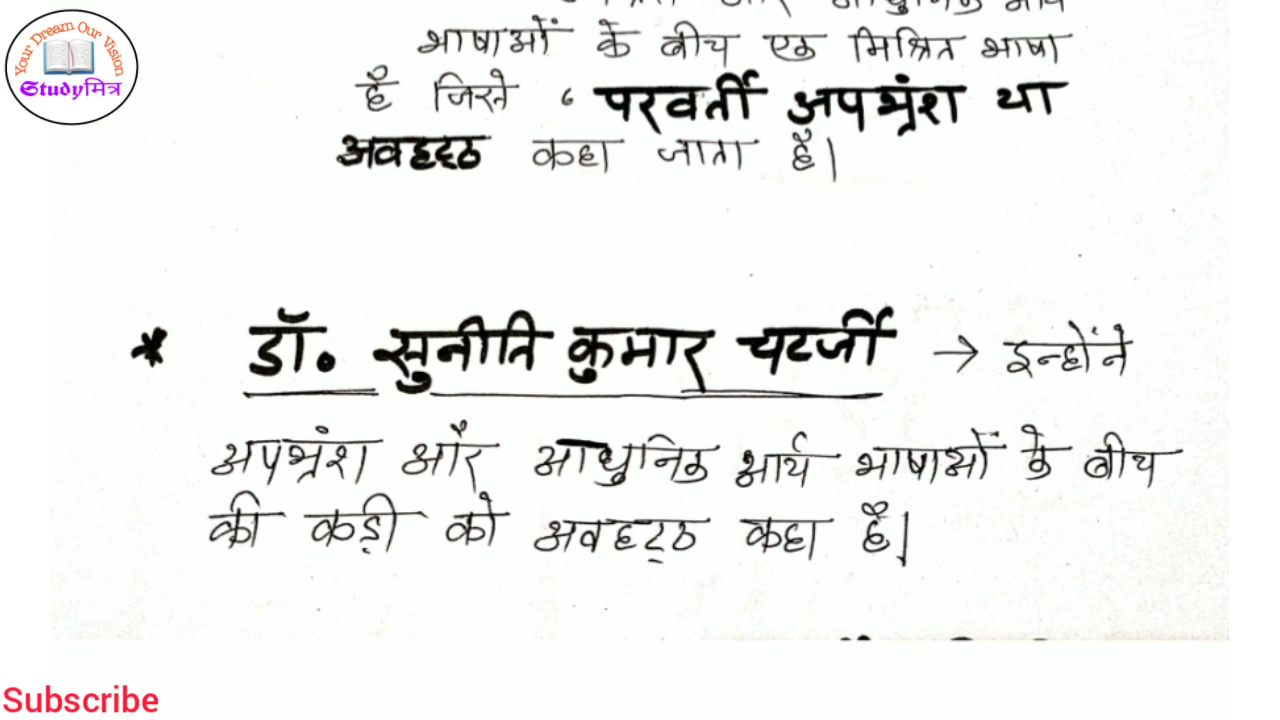 Your Dream Our Vision
Studyमित्र
भाषाओं के बीच एक मिश्रित भाषा
है जिसे ‘ परवर्ती अपभ्रंश या
अवहट्ठ कहा जाता है।
* डॉ. सुनीति कुमार चटर्जी → इन्होंने
अपभ्रंश और आधुनिक आर्य भाषाओं के बीच
की कड़ी को अवहट्ठ कहा है।
Subscribe